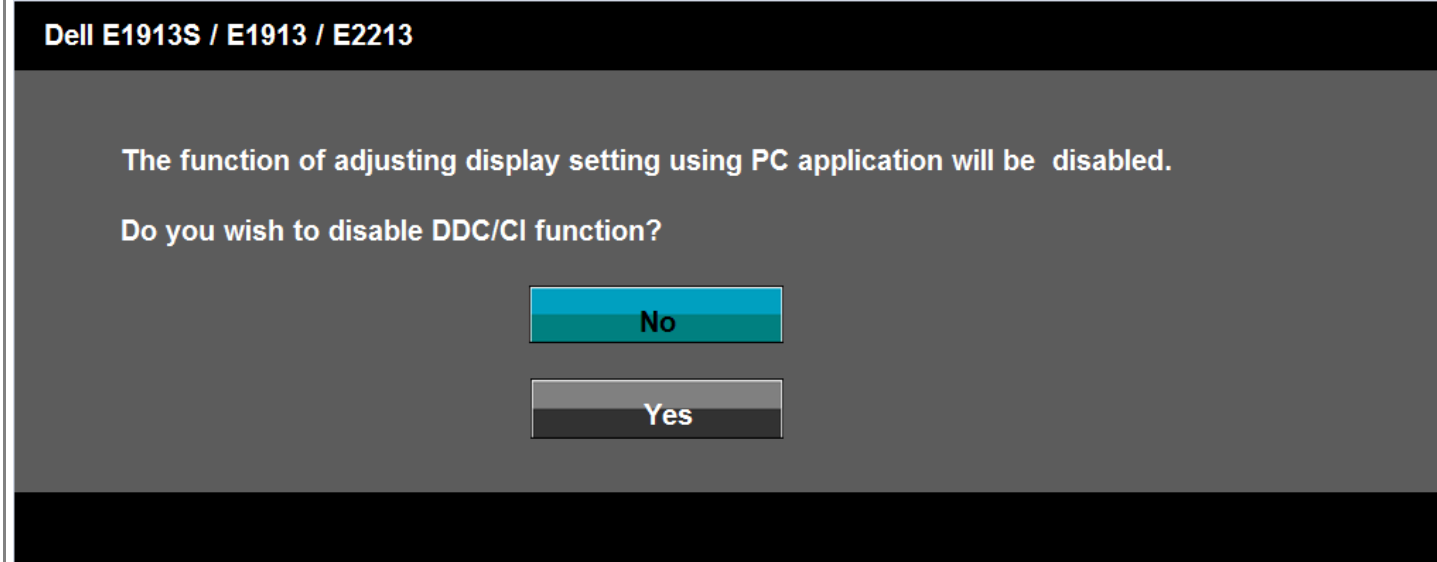 Dell E1913S / E1913 / E2213
The function of adjusting display setting using PC application will be  disabled.
Do you wish to disable DDC/CI function?
No
Yes